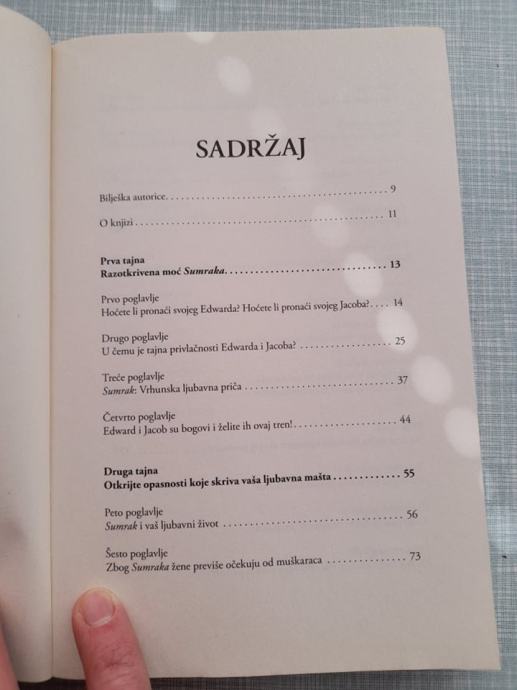 SADRŽAJ
Bilješka autorice. . . . . . . . . . . . . . . . . . . . . . . . . . . . . . . . . . . . . . . . 9
O knjizi . . . . . . . . . . . . . . . . . . . . . . . . . . . . . . . . . . . . . . . . . . . . . 11
Prva tajna
Razotkrivena moć Sumraka. . . . . . . . . . . . . . . . . . . . . . . . . . . . . 13
Prvo poglavlje
Hoćete li pronaći svojeg Edwarda? Hoćete li pronaći svojeg Jacoba?. . . . 14
Drugo poglavlje
U čemu je tajna privlačnosti Edwarda i Jacoba? . . . . . . . . . . . . . . . . . . 25
Treće poglavlje
Sumrak: Vrhunska ljubavna priča . . . . . . . . . . . . . . . . . . . . . . . . . . . . 37
Četvrto poglavlje
Edward i Jacob su bogovi i želite ih ovaj tren!. . . . . . . . . . . . . . . . . . . . 44
Druga tajna
Otkrijte opasnosti koje skriva vaša ljubavna mašta . . . . . . . . . . . . . 55
Peto poglavlje
Sumrak i vaš ljubavni život . . . . . . . . . . . . . . . . . . . . . . . . . . . . . . . . 56
Šesto poglavlje
Zbog Sumraka žene previše očekuju od muškaraca . . . . . . . . . . . . . . . 73